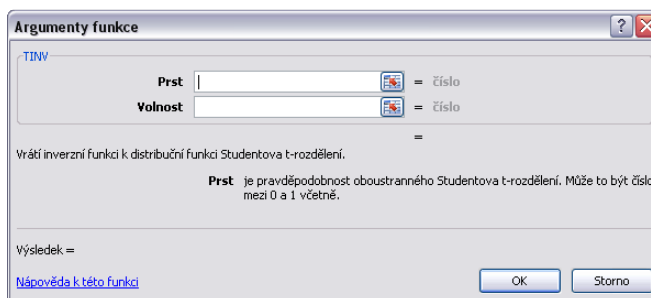 Argumenty funkce
TINV
Prst = číslo
Volnost = číslo
=
Vrátí inverzní funkci k distribuční funkci Studentova t-rozdělení.
Prst je pravděpodobnost oboustranného Studentova t-rozdělení. Může to být číslo
mezi 0 a 1 včetně.
Výsledek =
Nápověda k této funkci
OK Storno